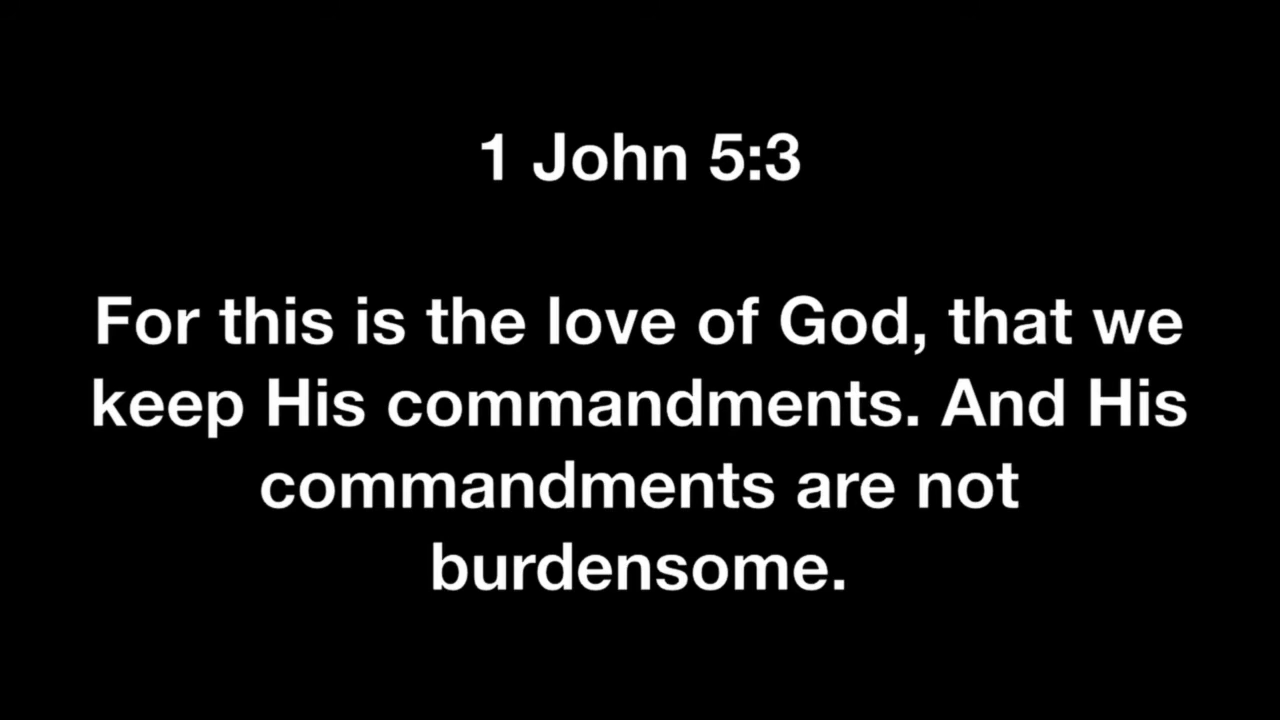 1 John 5:3
For this is the love of God, that we
keep His commandments. And His
commandments are not
burdensome.